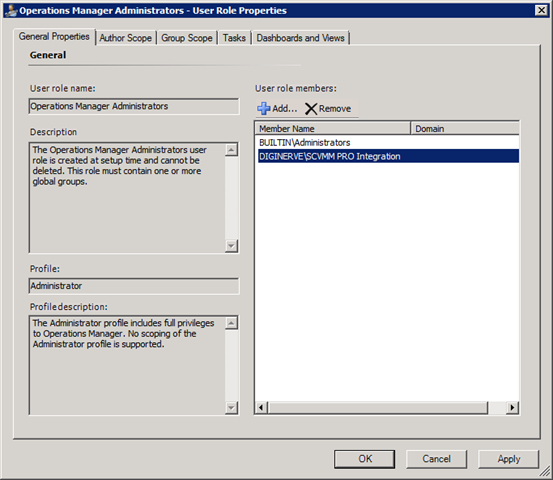 Operations Manager Administrators - User Role Properties
General Properties
Author Scope
Group Scope
Tasks
Dashboards and Views
General
User role name:
Operations Manager Administrators
Description
The Operations Manager Administrators user
role is created at setup time and cannot be
deleted. This role must contain one or more
global groups.
Profile:
Administrator
Profile description:
The Administrator profile includes full privileges
to Operations Manager. No scoping of the
Administrator profile is supported.
User role members:
Add... Remove
Member Name Domain
BUILTIN\Administrators
DIGINERVE\SCVMM PRO Integration
OK Cancel Apply